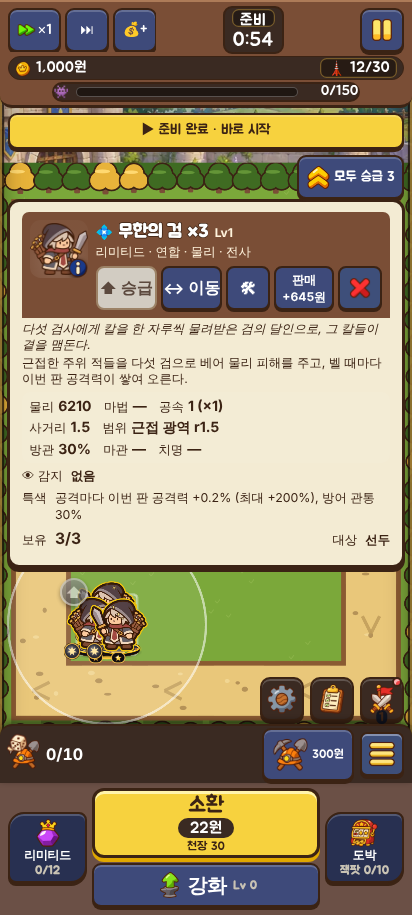 ×1
+
준비
0:54
1,000원
12/30
0/150
▶ 준비 완료 · 바로 시작
모두 승급 3
무한의 검 ×3 Lv1
리미티드 · 연합 · 물리 · 전사
승급
↔ 이동
판매
+645원
다섯 검사에게 칼을 한 자루씩 물려받은 검의 달인으로, 그 칼들이
곁을 맴돈다.
근접한 주위 적들을 다섯 검으로 베어 물리 피해를 주고, 벨 때마다
이번 판 공격력이 쌓여 오른다.
물리 6210 마법 — 공속 1 (×1)
사거리 1.5 범위 근접 광역 r1.5
방관 30% 마관 — 치명 —
감지 없음
특색 공격마다 이번 판 공격력 +0.2% (최대 +200%), 방어 관통
30%
보유 3/3
대상 선두
0
0/10
300원
소환
22원
천장 30
리미티드
0/12
도박
잭팟 0/10
강화 Lv 0